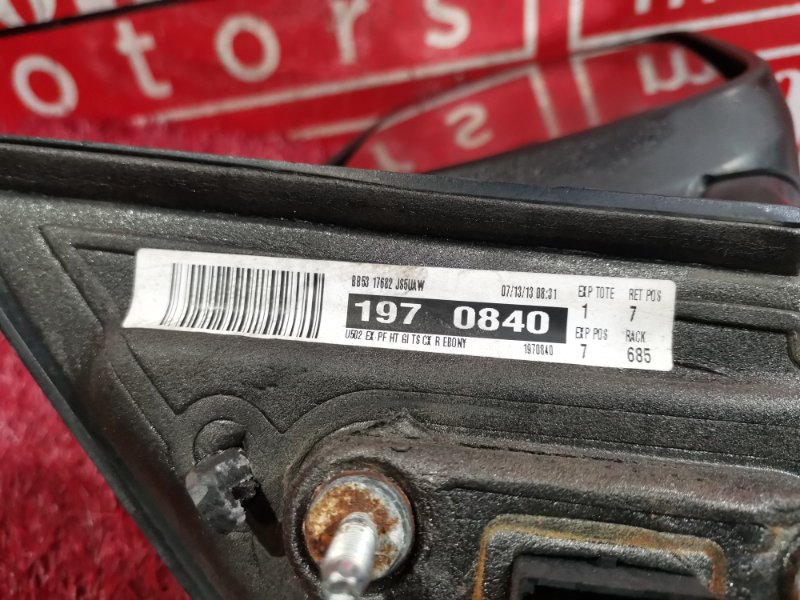 otors
BB53 17682 JS5UAW 07/13/13 08:31
EXP TOTE RET POS
1 7
197 0840
EXP POS RACK
7 685
U502 EX PF HT GI TS CX R EBONY 1970840